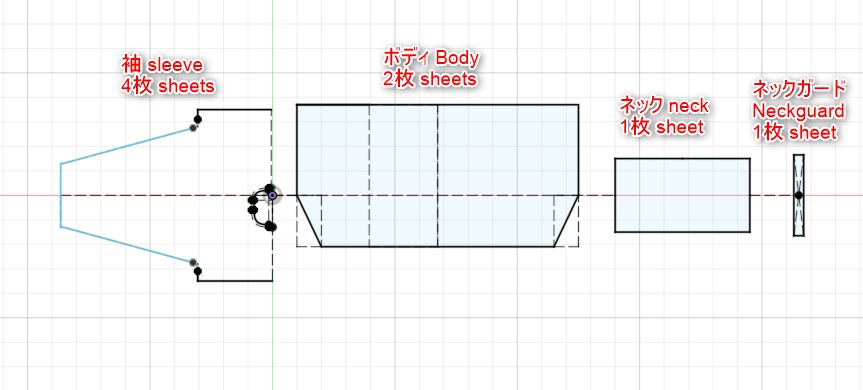 袖 sleeve
4枚 sheets
ボディ Body
2枚 sheets
ネック neck
1枚 sheet
ネックガード
Neckguard
1枚 sheet